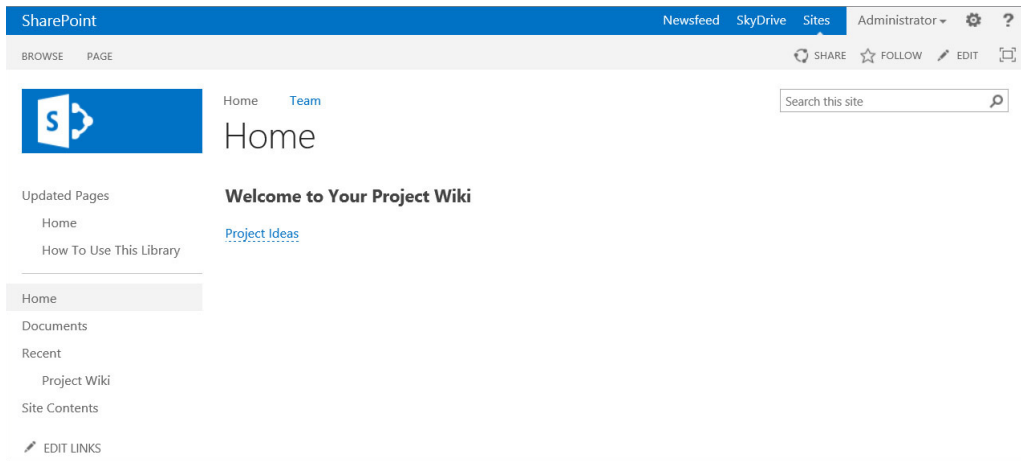 SharePoint Newsfeed SkyDrive Sites Administrator ?
BROWSE PAGE SHARE FOLLOW EDIT
S
Home Team
Search this site
Home
Updated Pages
Home
How To Use This Library
Home
Documents
Recent
Project Wiki
Site Contents
EDIT LINKS
Welcome to Your Project Wiki
Project Ideas